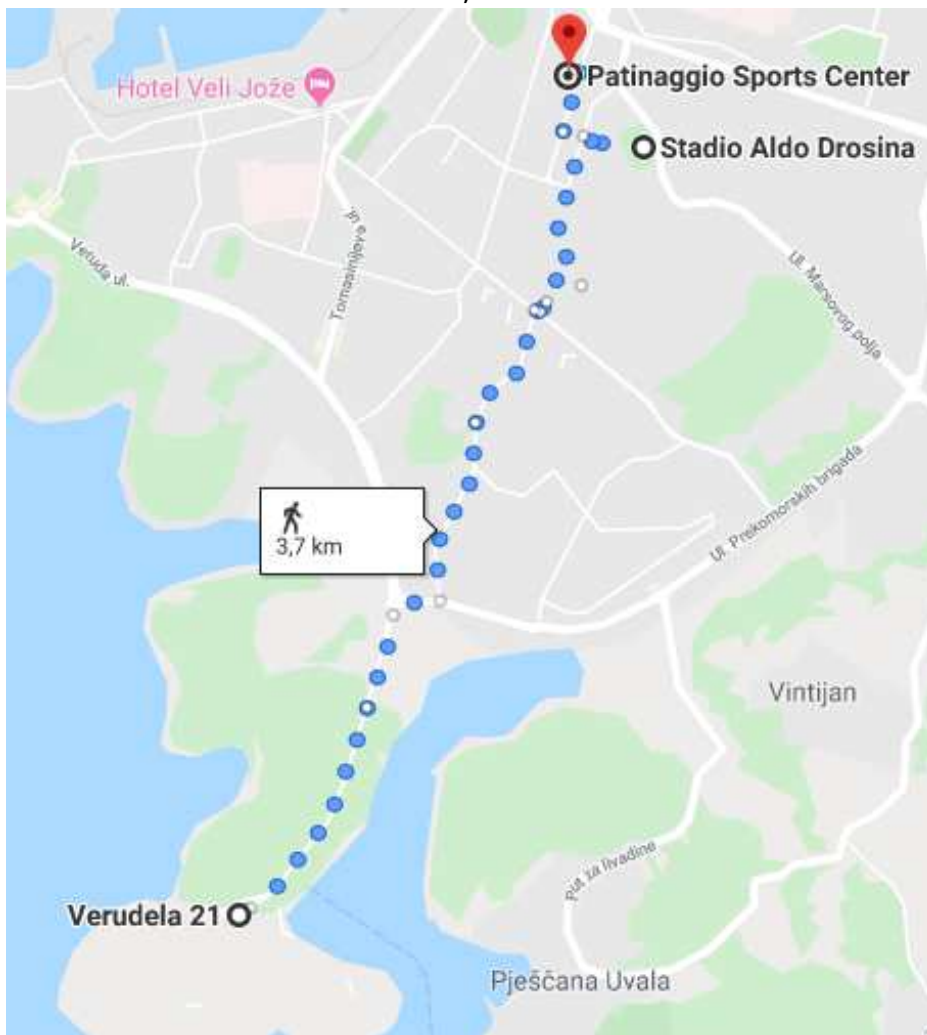 Patinaggio Sports Center
Hotel Veli Jože
Stadio Aldo Drosina
Veruda ul.
Tomasinijeva ul.
Ul. Marsovog polja
Ul. Prekomorskih brigada
3,7 km
Vintijan
Put za livadine
Verudela 21
Pješčana Uvala